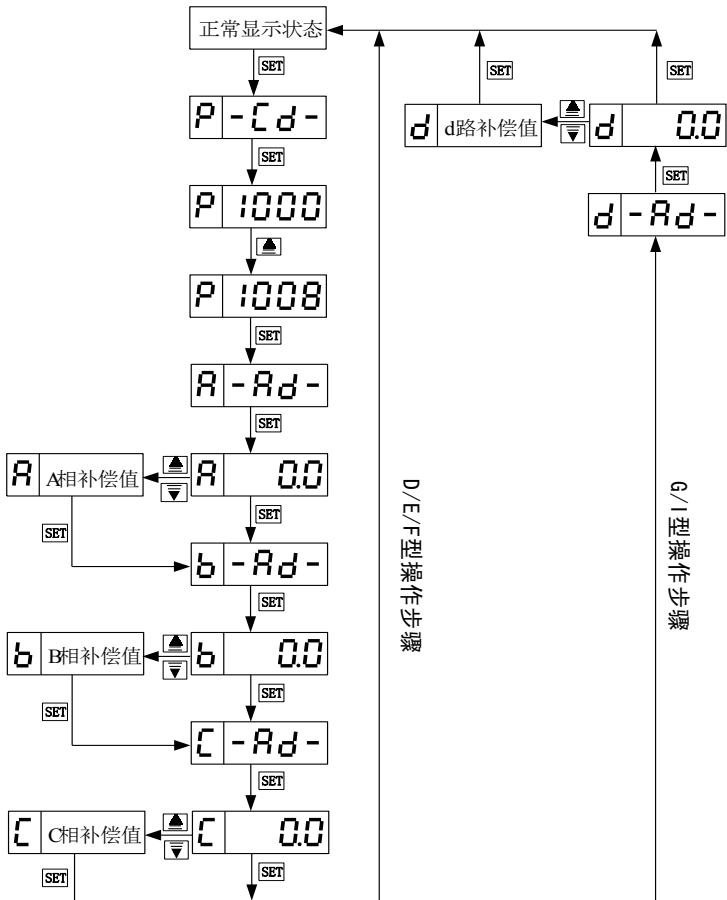 正常显示状态
SET
P -Cd-
SET
P 1000
P 1008
SET
A -Ad-
SET
A A相补偿值
A 0.0
SET
SET
b -Ad-
SET
b B相补偿值
b 0.0
SET
SET
C -Ad-
SET
C C相补偿值
C 0.0
SET
SET
D/E/F型操作步骤
SET
d d路补偿值
SET
d 0.0
SET
d -Ad-
G/I型操作步骤